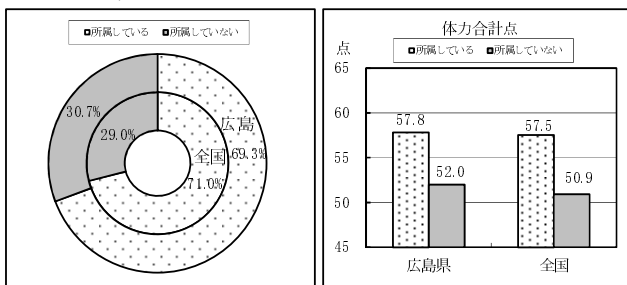 □所属している □所属していない
30.7%
29.0%
広島
69.3%
全国
71.0%
体力合計点
□所属している □所属していない
点
65
60
55
50
45
57.8
52.0
57.5
50.9
広島県 全国